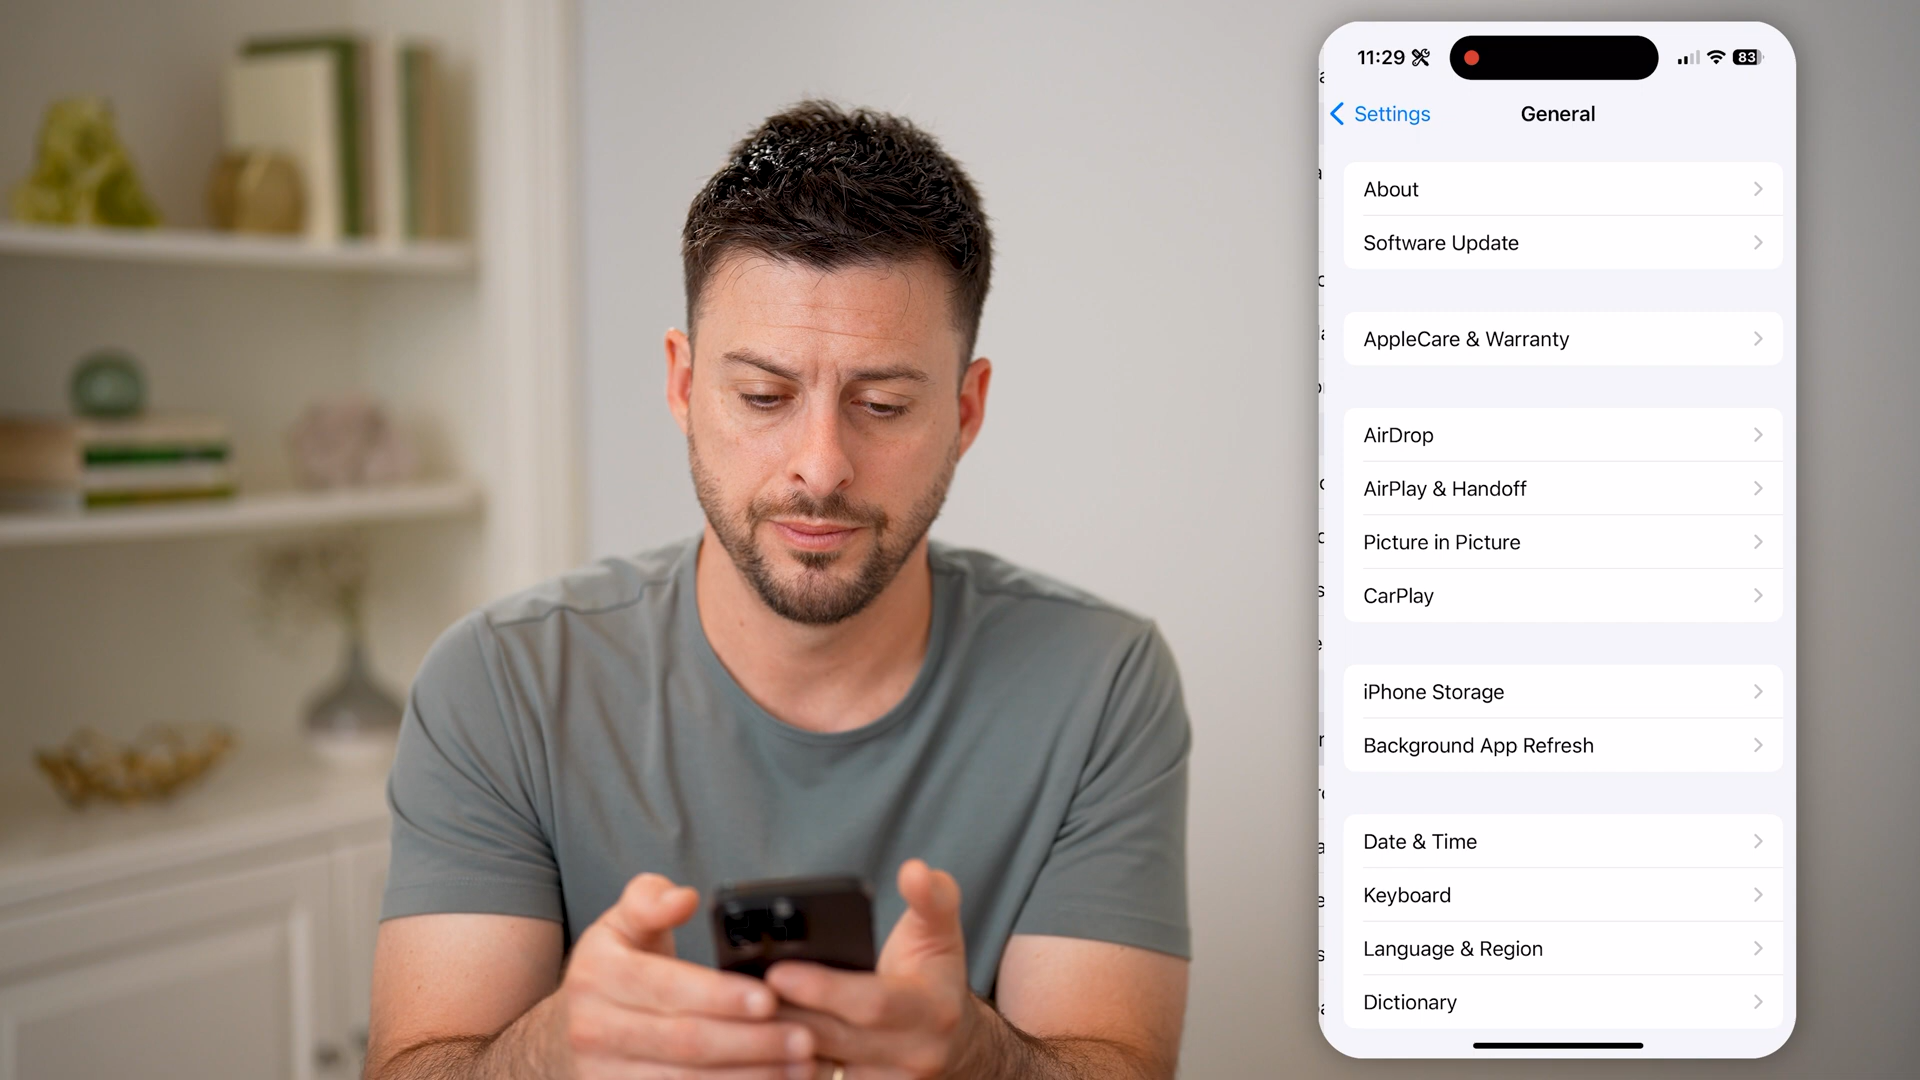 11:29
83
Settings
General
About
Software Update
AppleCare & Warranty
AirDrop
AirPlay & Handoff
Picture in Picture
CarPlay
iPhone Storage
Background App Refresh
Date & Time
Keyboard
Language & Region
Dictionary